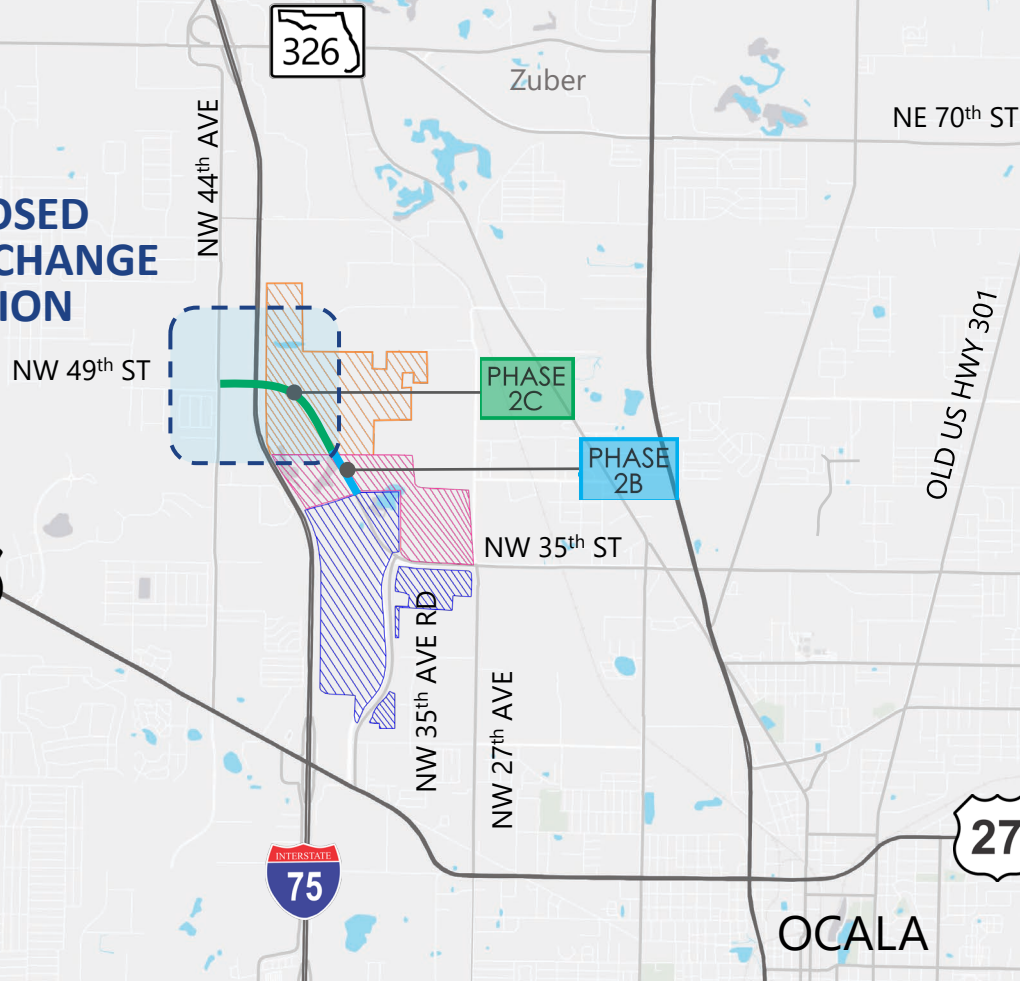 326
Zuber
NE 70th ST
NW 44th AVE
OSED
CHANGE
ION
NW 49th ST
PHASE
2C
PHASE
2B
OLD US HWY 301
NW 35th ST
NW 35th AVE RD
NW 27th AVE
27
INTERSTATE
75
OCALA